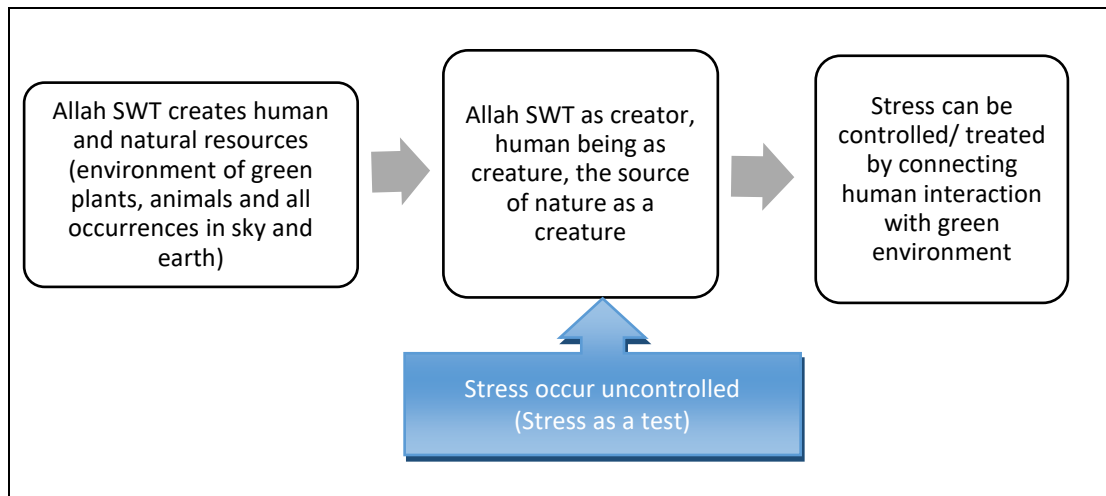 Allah SWT creates human
and natural resources
(environment of green
plants, animals and all
occurrences in sky and
earth)
Allah SWT as creator,
human being as
creature, the source
of nature as a
creature
Stress can be
controlled/ treated
by connecting
human interaction
with green
environment
Stress occur uncontrolled
(Stress as a test)